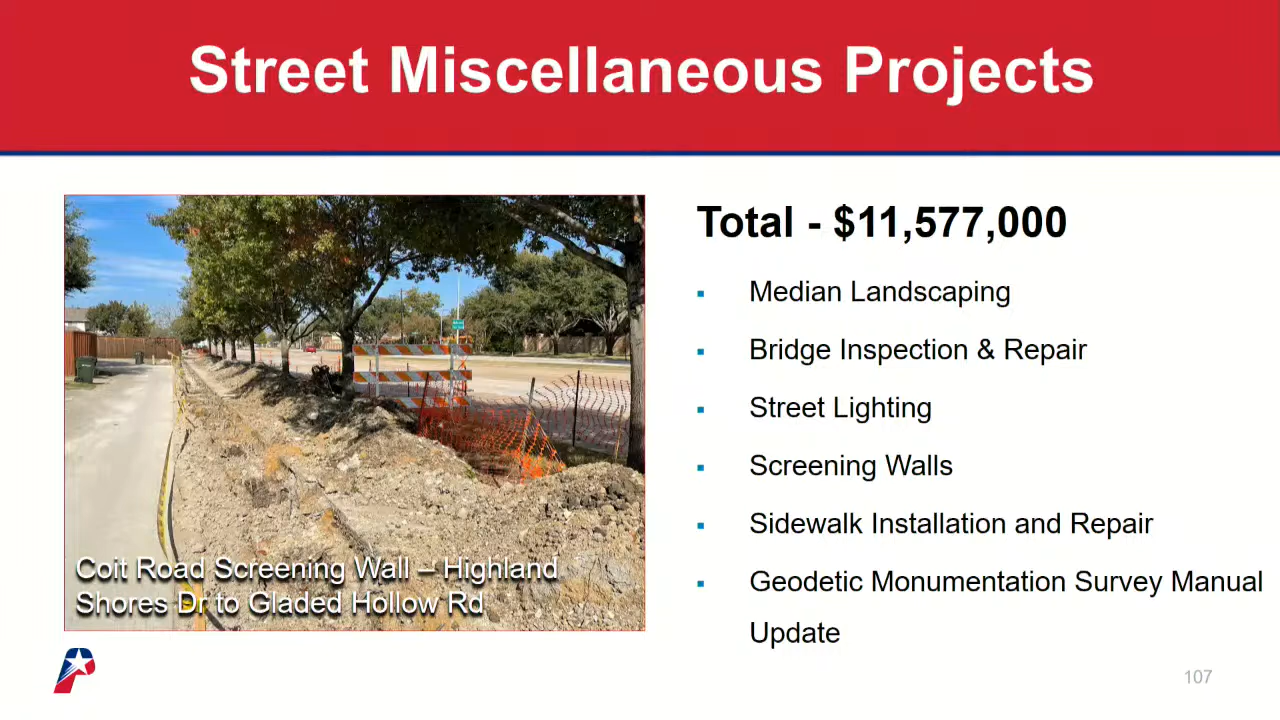 Street Miscellaneous Projects
Total - $11,577,000
▪ Median Landscaping
▪ Bridge Inspection & Repair
▪ Street Lighting
▪ Screening Walls
▪ Sidewalk Installation and Repair
▪ Geodetic Monumentation Survey Manual
Update
Coit Road Screening Wall – Highland
Shores Dr to Gladed Hollow Rd
107